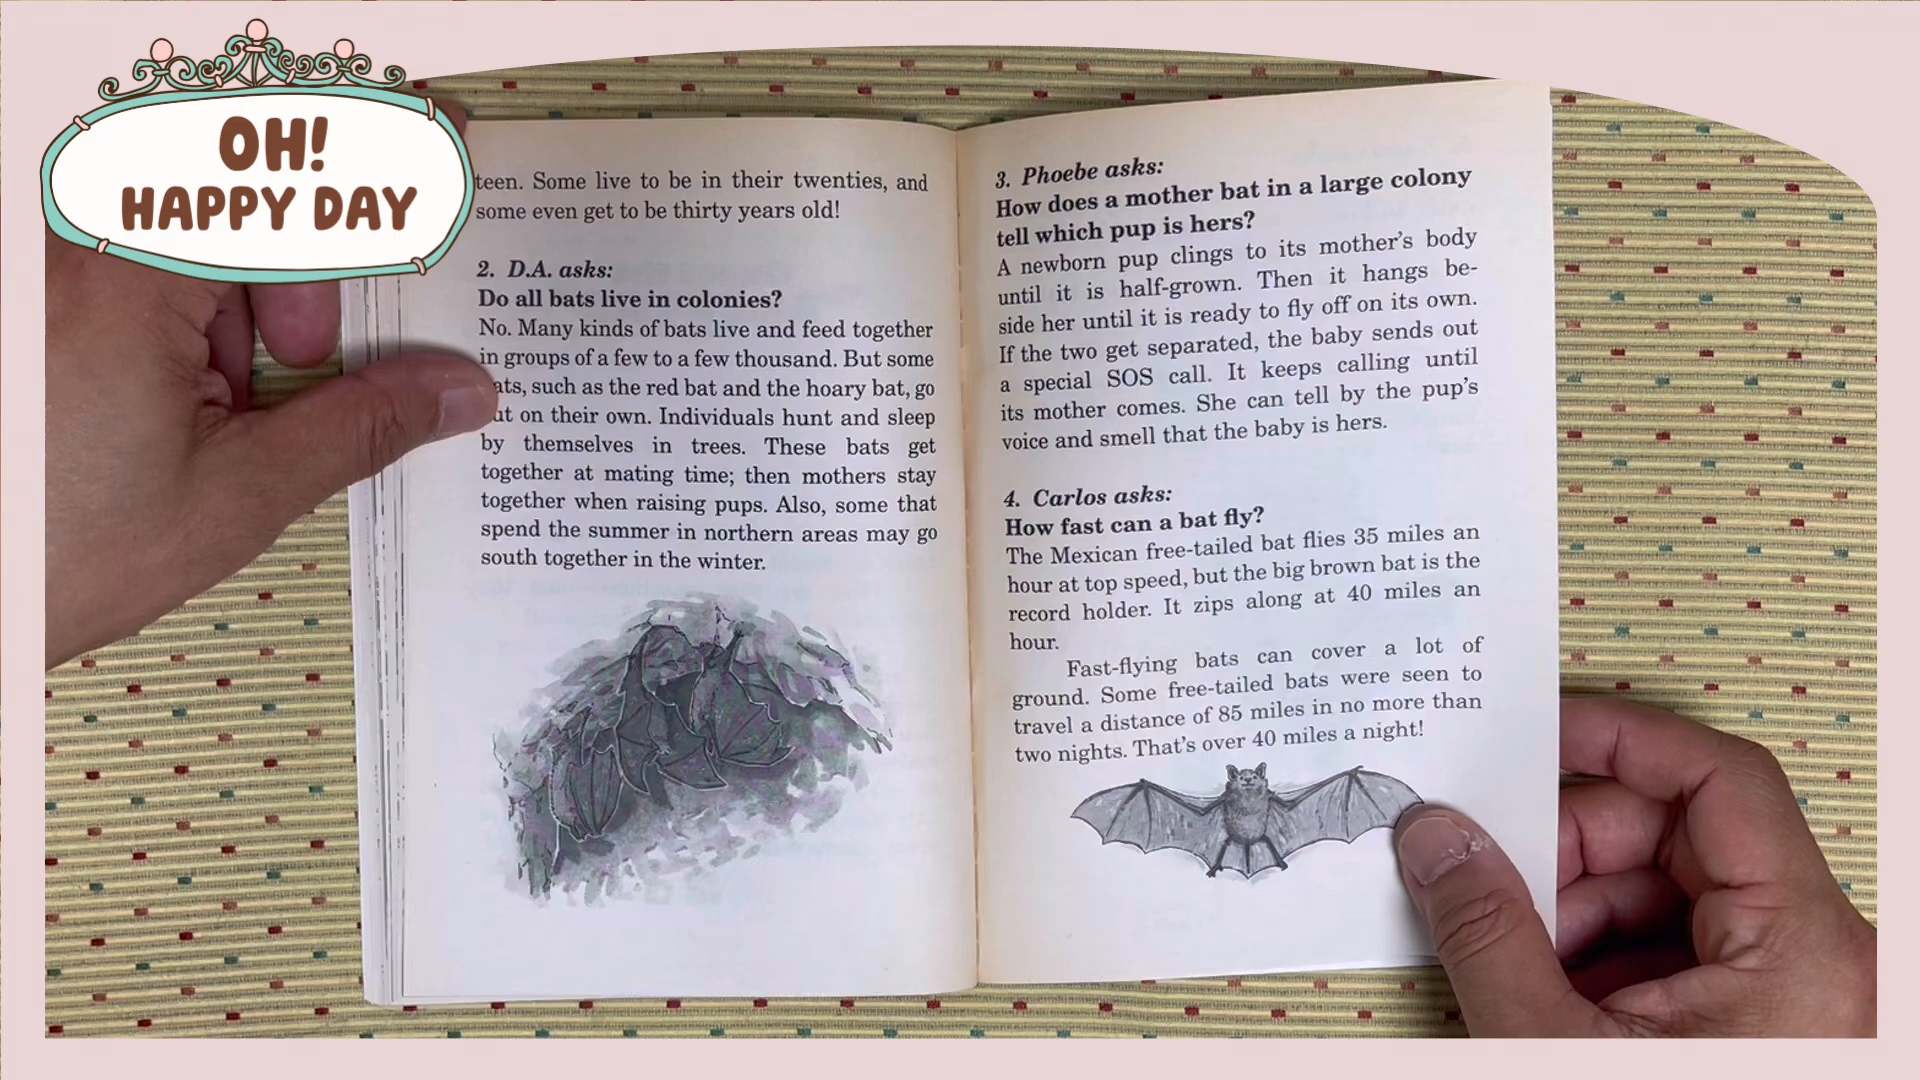 OH!
HAPPY DAY
teen. Some live to be in their twenties, and
some even get to be thirty years old!
2. D.A. asks:
Do all bats live in colonies?
No. Many kinds of bats live and feed together
in groups of a few to a few thousand. But some
ats, such as the red bat and the hoary bat, go
ut on their own. Individuals hunt and sleep
by themselves in trees. These bats get
together at mating time; then mothers stay
together when raising pups. Also, some that
spend the summer in northern areas may go
south together in the winter.
3. Phoebe asks:
How does a mother bat in a large colony
tell which pup is hers?
A newborn pup clings to its mother's body
until it is half-grown. Then it hangs be-
side her until it is ready to fly off on its own.
If the two get separated, the baby sends out
a special SOS call. It keeps calling until
its mother comes. She can tell by the pup's
voice and smell that the baby is hers.
4. Carlos asks:
How fast can a bat fly?
The Mexican free-tailed bat flies 35 miles an
hour at top speed, but the big brown bat is the
record holder. It zips along at 40 miles an
hour.
Fast-flying bats can cover a lot of
ground. Some free-tailed bats were seen to
travel a distance of 85 miles in no more than
two nights. That's over 40 miles a night!